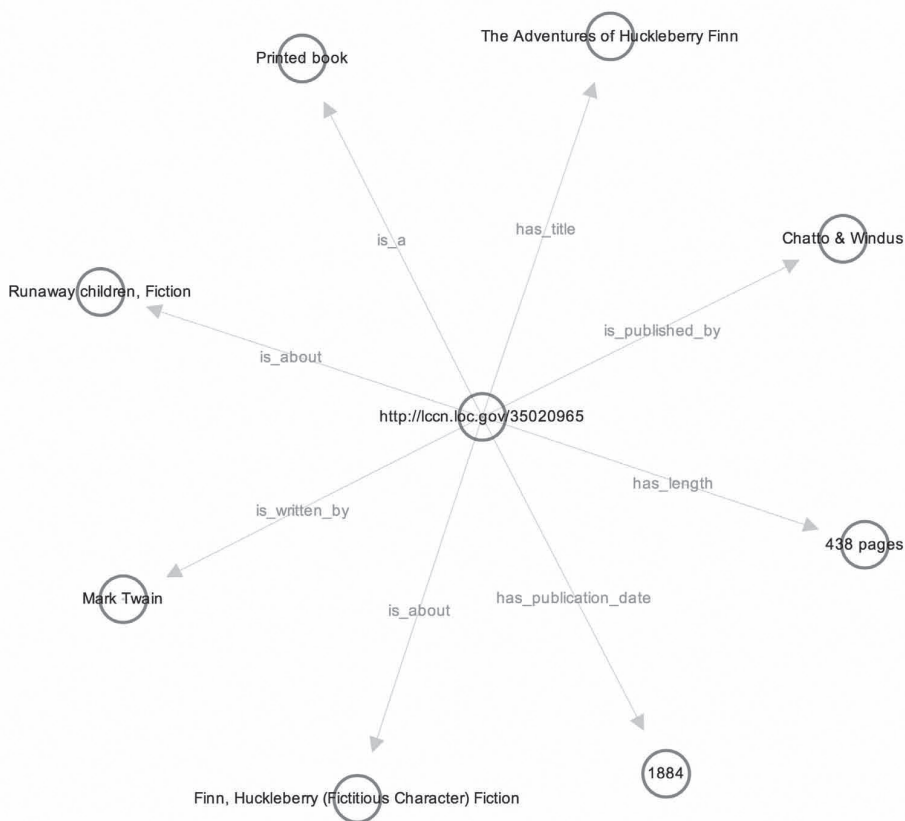 The Adventures of Huckleberry Finn
Printed book
has_title
is_a
Chatto & Windus
Runaway children, Fiction
is_published_by
is_about
http://lccn.loc.gov/35020965
has_length
is_written_by
438 pages
Mark Twain
has_publication_date
is_about
1884
Finn, Huckleberry (Fictitious Character) Fiction